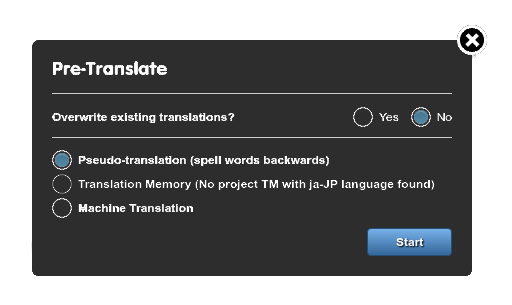 Pre-Translate
Overwrite existing translations? Yes No
Pseudo-translation (spell words backwards)
Translation Memory (No project TM with ja-JP language found)
Machine Translation
Start